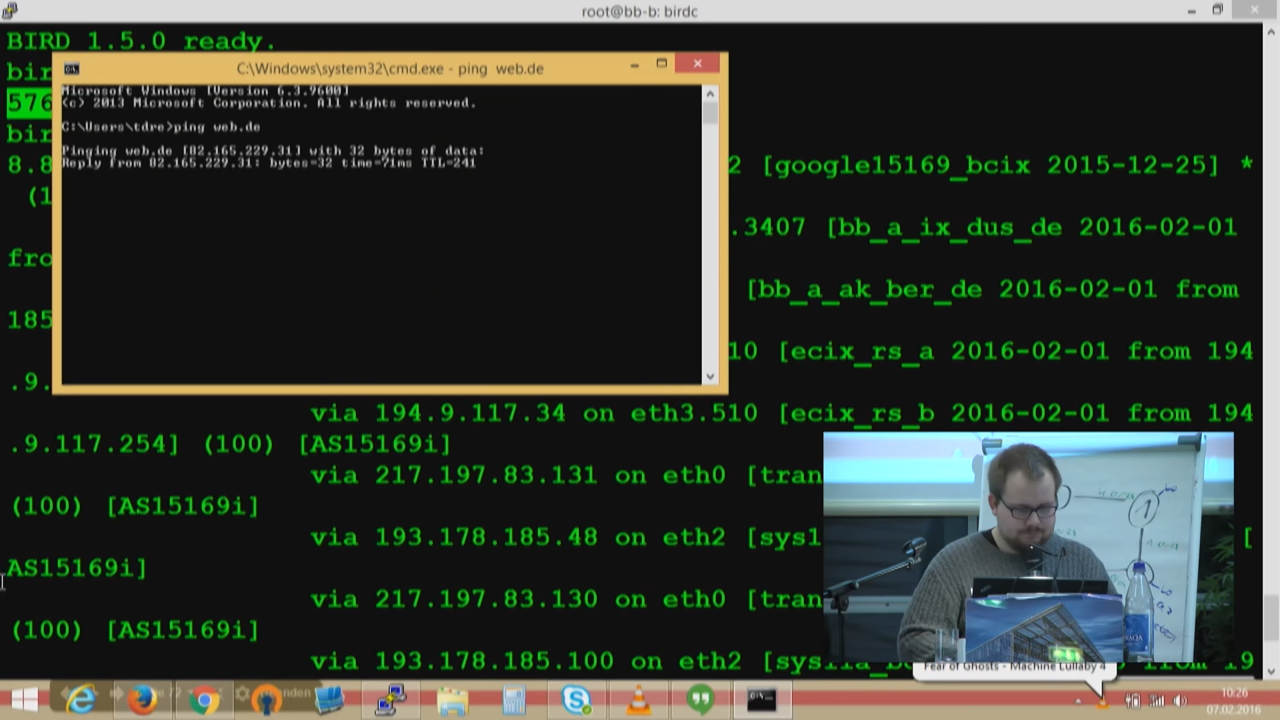 root@bb-b: birdc
BIRD 1.5.0 ready.
bir
C:\Windows\system32\cmd.exe - ping web.de
Microsoft Windows [Version 6.3.9600]
576
(c) 2013 Microsoft Corporation. All rights reserved.
C:\Users\tdre>ping web.de
bir
Pinging web.de [82.165.229.31] with 32 bytes of data:
Reply from 82.165.229.31: bytes=32 time=71ms TTL=241
8.8
2 [google15169_bcix 2015-12-25] *
(1
.3407 [bb_a_ix_dus_de 2016-02-01
fro
[bb_a_ak_ber_de 2016-02-01 from
185
10 [ecix_rs_a 2016-02-01 from 194
.9.
via 194.9.117.34 on eth3.510 [ecix_rs_b 2016-02-01 from 194
.9.117.254] (100) [AS15169i]
via 217.197.83.131 on eth0 [tran
(100) [AS15169i]
via 193.178.185.48 on eth2 [sys1
[
AS15169i]
via 217.197.83.130 on eth0 [tran
(100) [AS15169i]
via 193.178.185.100 on eth2
19
Fear of Ghosts - Machine Lullaby 4
10:26
07.02.2016